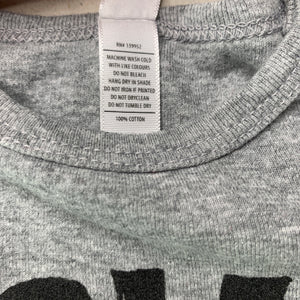 RN# 139952
MACHINE WASH COLD
WITH LIKE COLOURS
DO NOT BLEACH
HANG DRY IN SHADE
DO NOT IRON IF PRINTED
DO NOT DRYCLEAN
DO NOT TUMBLE DRY
100% COTTON